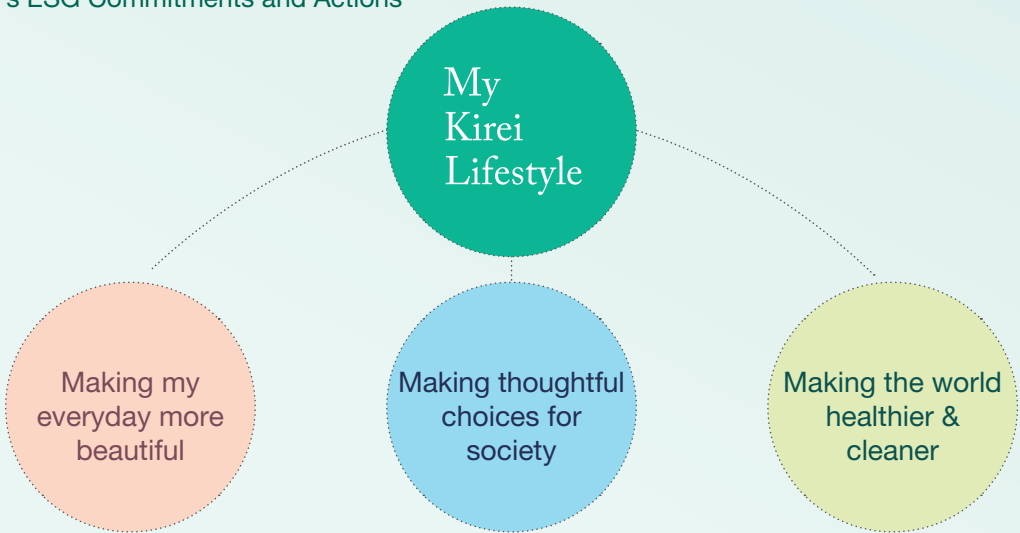 's ESG Commitments and Actions
My
Kirei
Lifestyle
Making my
everyday more
beautiful
Making thoughtful
choices for
society
Making the world
healthier &
cleaner